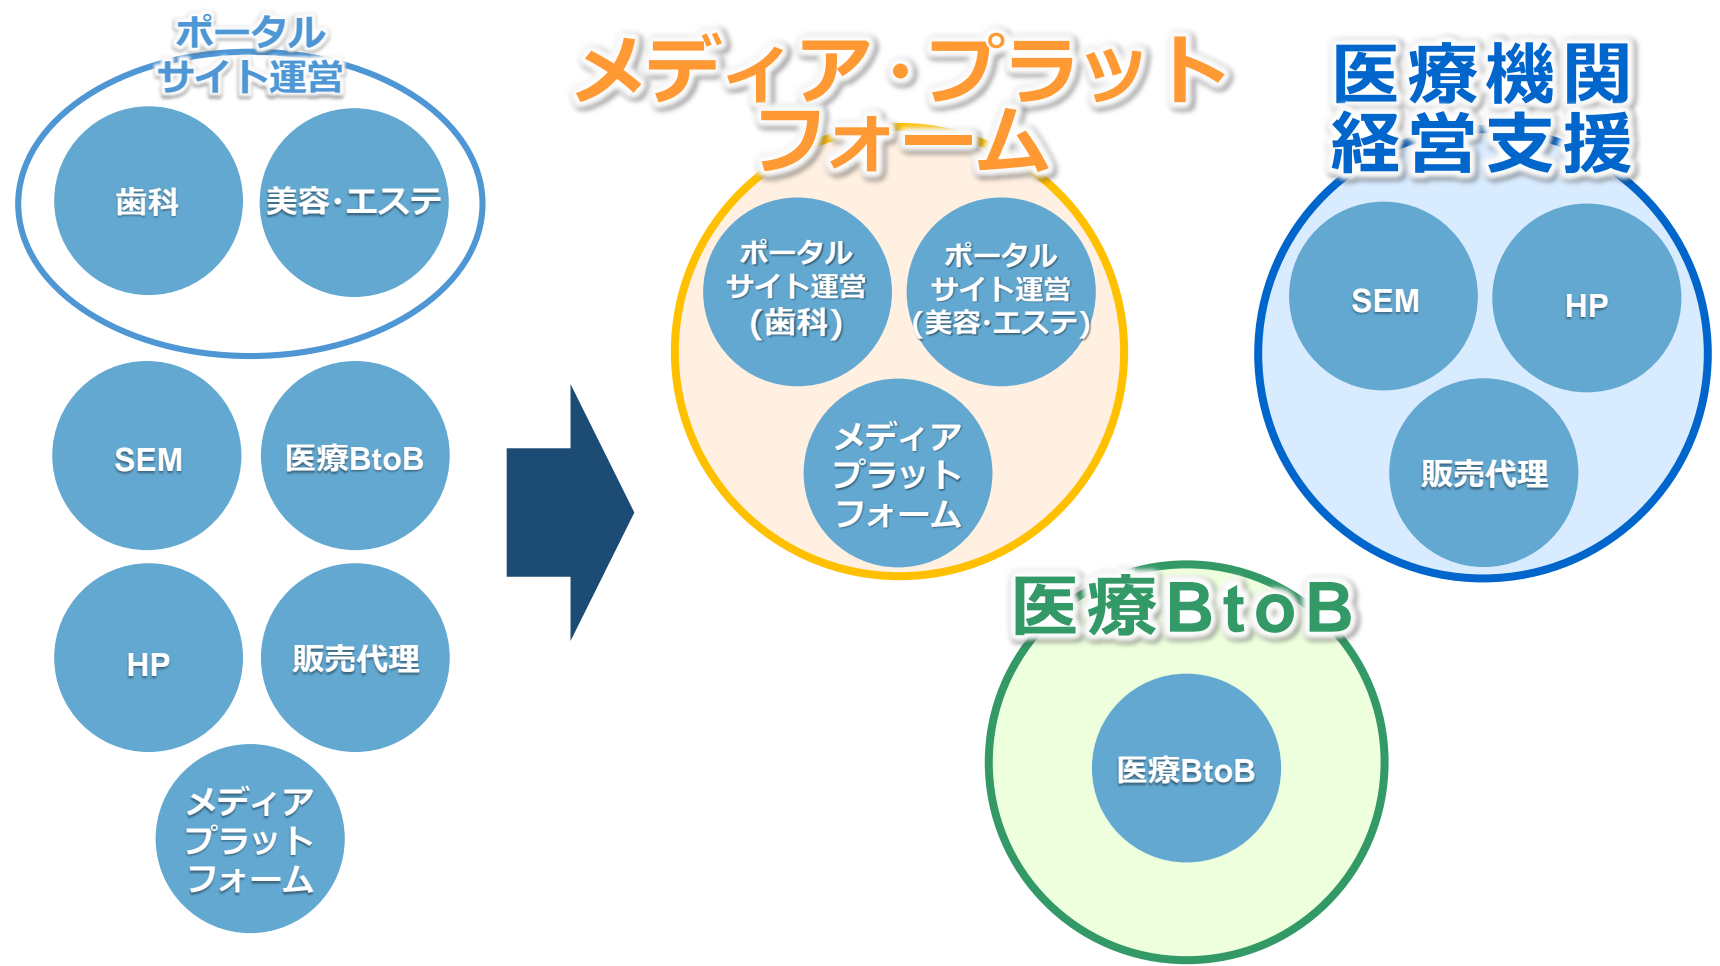 ポータル
サイト運営
歯科
美容・エステ
SEM
医療BtoB
HP
販売代理
メディア
プラット
フォーム
メディア・プラット
フォーム
ポータル
サイト運営
(歯科)
ポータル
サイト運営
(美容・エステ)
メディア
プラット
フォーム
医療機関
経営支援
SEM
HP
販売代理
医療BtoB
医療BtoB